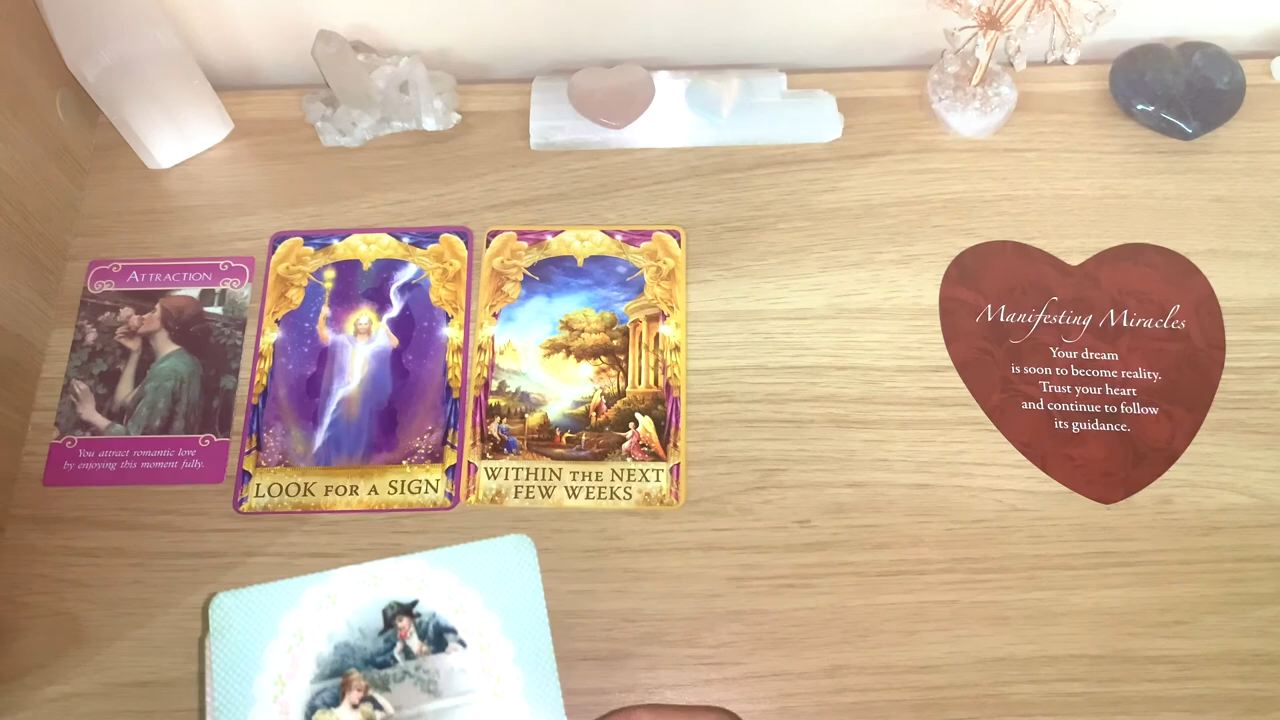 ATTRACTION
You attract romantic love
by enjoying this moment fully.
LOOK FOR A SIGN
WITHIN THE NEXT
FEW WEEKS
Manifesting Miracles
Your dream
is soon to become reality.
Trust your heart
and continue to follow
its guidance.